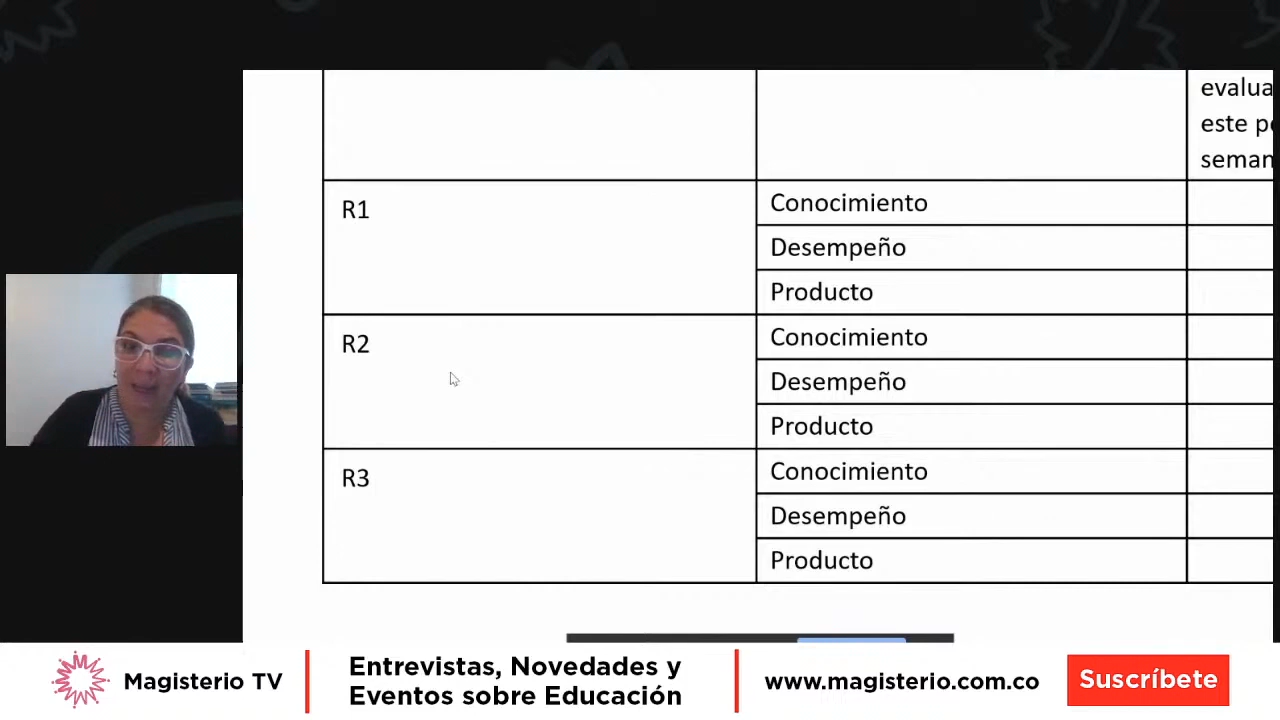 evalua
este pe
seman
R1
Conocimiento
Desempeño
Producto
R2
Conocimiento
Desempeño
Producto
R3
Conocimiento
Desempeño
Producto
Magisterio TV
Entrevistas, Novedades y
Eventos sobre Educación
www.magisterio.com.co
Suscríbete